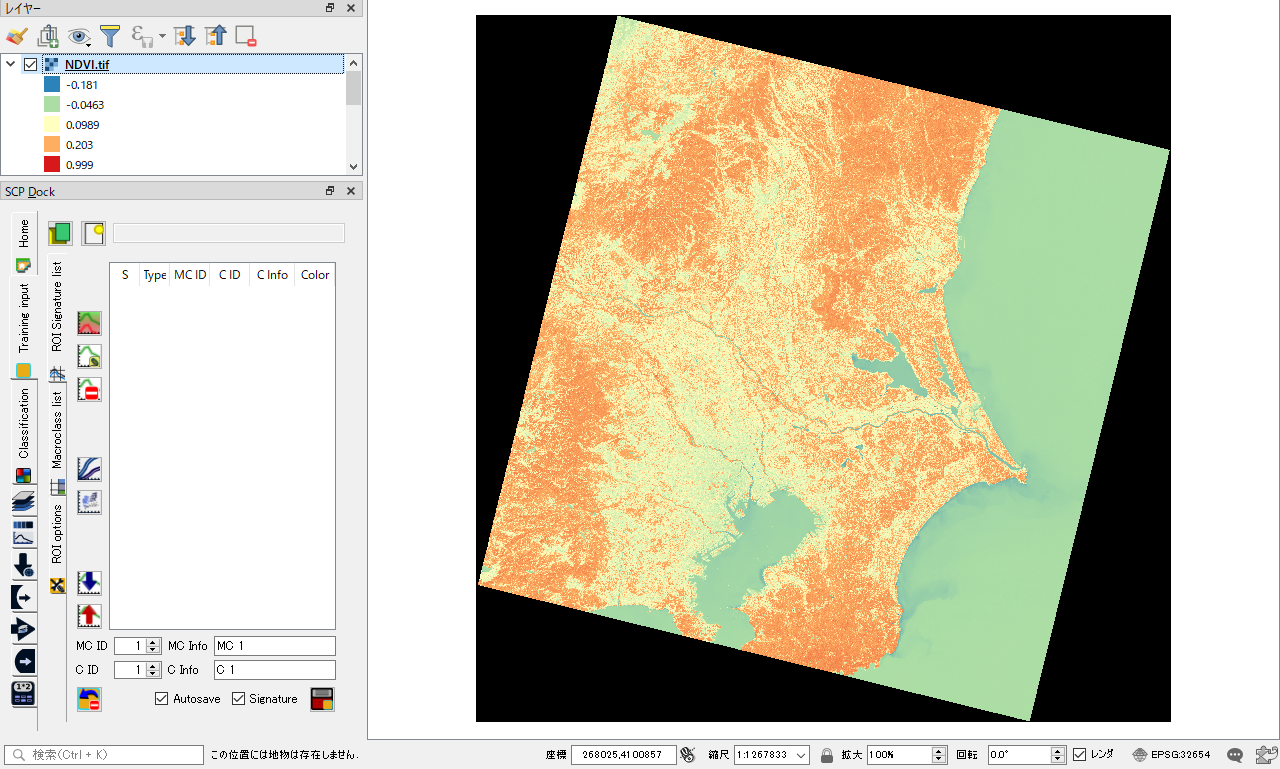 レイヤー
NDVI.tif
-0.181
-0.0463
0.0989
0.203
0.999
SCP Dock
Home
Training input
Classification
ROI Signature list
Macroclass list
ROI options
S Type MC ID C ID C Info Color
MC ID 1 MC Info MC 1
C ID 1 C Info C 1
Autosave Signature
検索(Ctrl + K) この位置には地物は存在しません. 座標 268025,4100857 縮尺 1:1267833 拡大 100% 回転 0.0° レンダ EPSG:32654